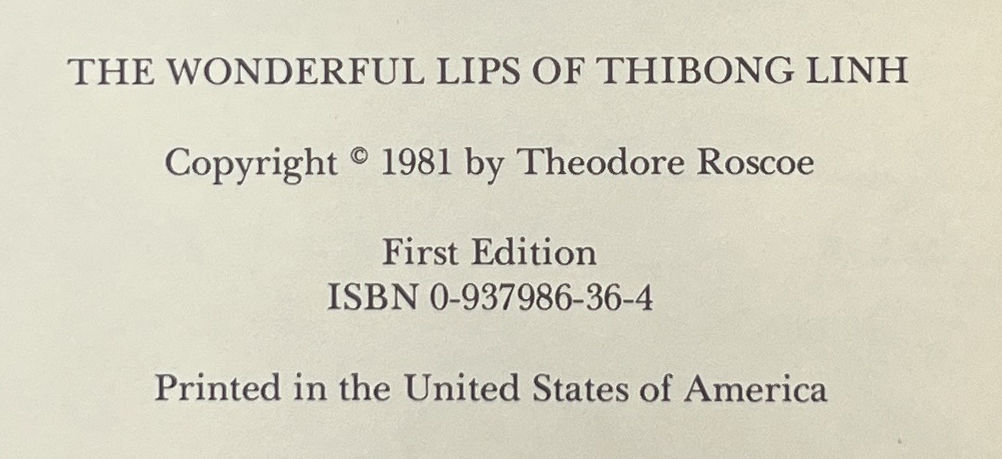 THE WONDERFUL LIPS OF THIBONG LINH
Copyright © 1981 by Theodore Roscoe
First Edition
ISBN 0-937986-36-4
Printed in the United States of America